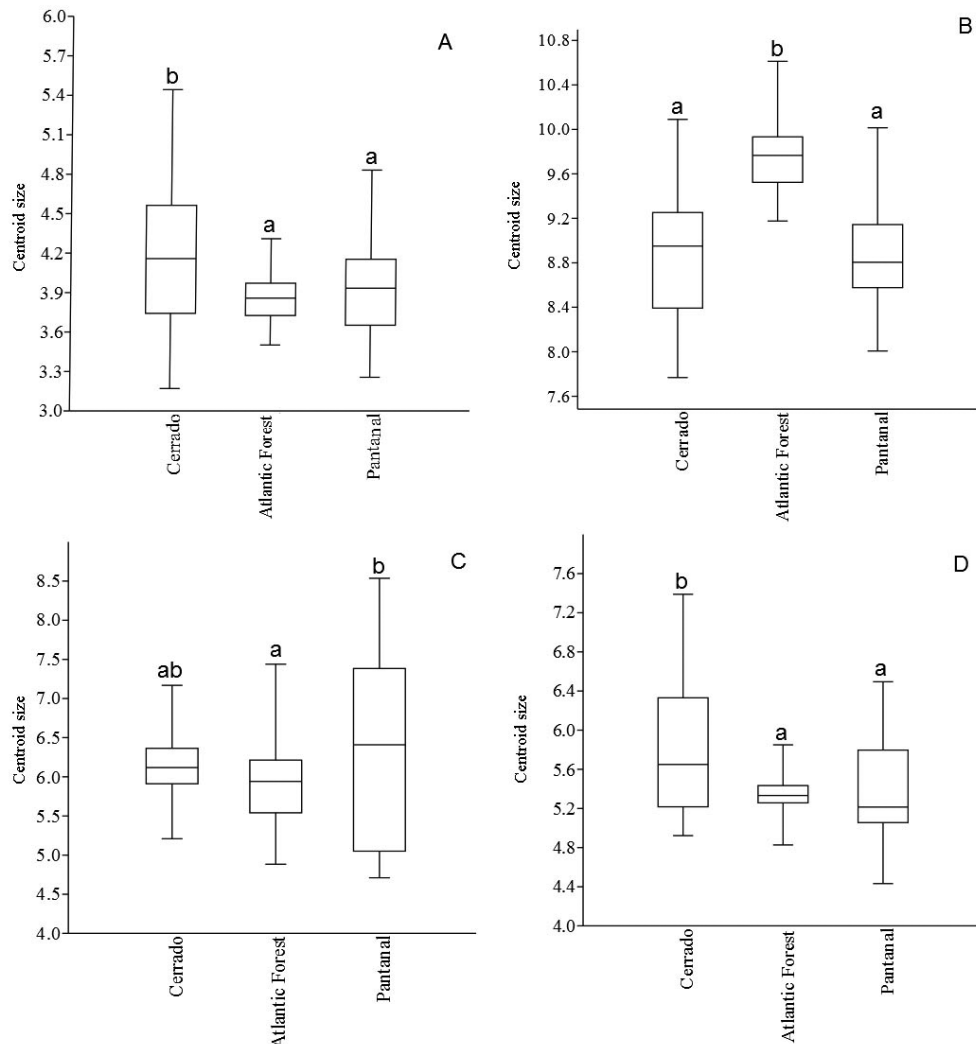 A
Centroid size
6.0
5.7
5.4
5.1
4.8
4.5
4.2
3.9
3.6
3.3
3.0
b
a
a
Cerrado
Atlantic Forest
Pantanal
B
Centroid size
10.8
10.4
10.0
9.6
9.2
8.8
8.4
8.0
7.6
a
b
a
Cerrado
Atlantic Forest
Pantanal
C
Centroid size
8.5
8.0
7.5
7.0
6.5
6.0
5.5
5.0
4.5
4.0
ab
a
b
Cerrado
Atlantic Forest
Pantanal
D
Centroid size
7.6
7.2
6.8
6.4
6.0
5.6
5.2
4.8
4.4
4.0
b
a
a
Cerrado
Atlantic Forest
Pantanal